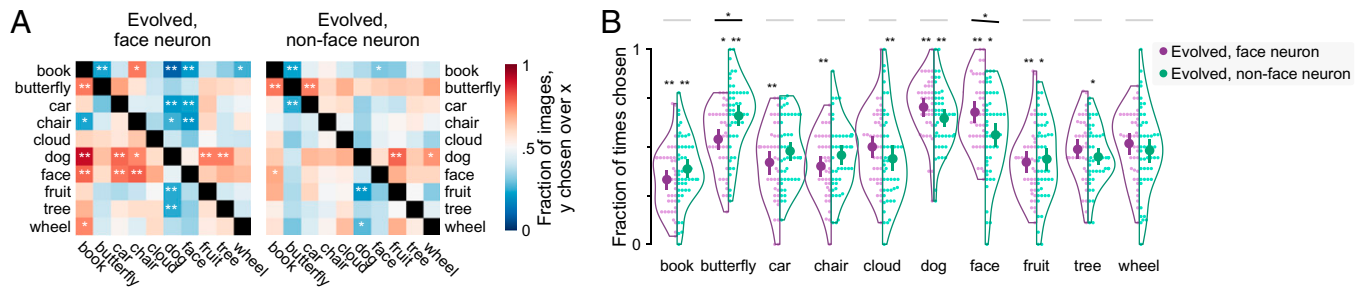 A
Evolved,
face neuron
Evolved,
non-face neuron
book
butterfly
car
chair
cloud
dog
face
fruit
tree
wheel
** ** * ** ** *
**
** **
* * **
** ** * ** **
** ** **
**
**
*
book
butterfly
car
chair
cloud
dog
face
fruit
tree
wheel
** *
** **
**
** *
*
**
*
book
butterfly
car
chair
cloud
dog
face
fruit
tree
wheel
book
butterfly
car
chair
cloud
dog
face
fruit
tree
wheel
1
.5
0
Fraction of images,
y chosen over x
B
Fraction of times chosen
1
0
* *
** ** * ** ** ** ** ** ** ** * ** * *
book butterfly car chair cloud dog face fruit tree wheel
Evolved, face neuron
Evolved, non-face neuron